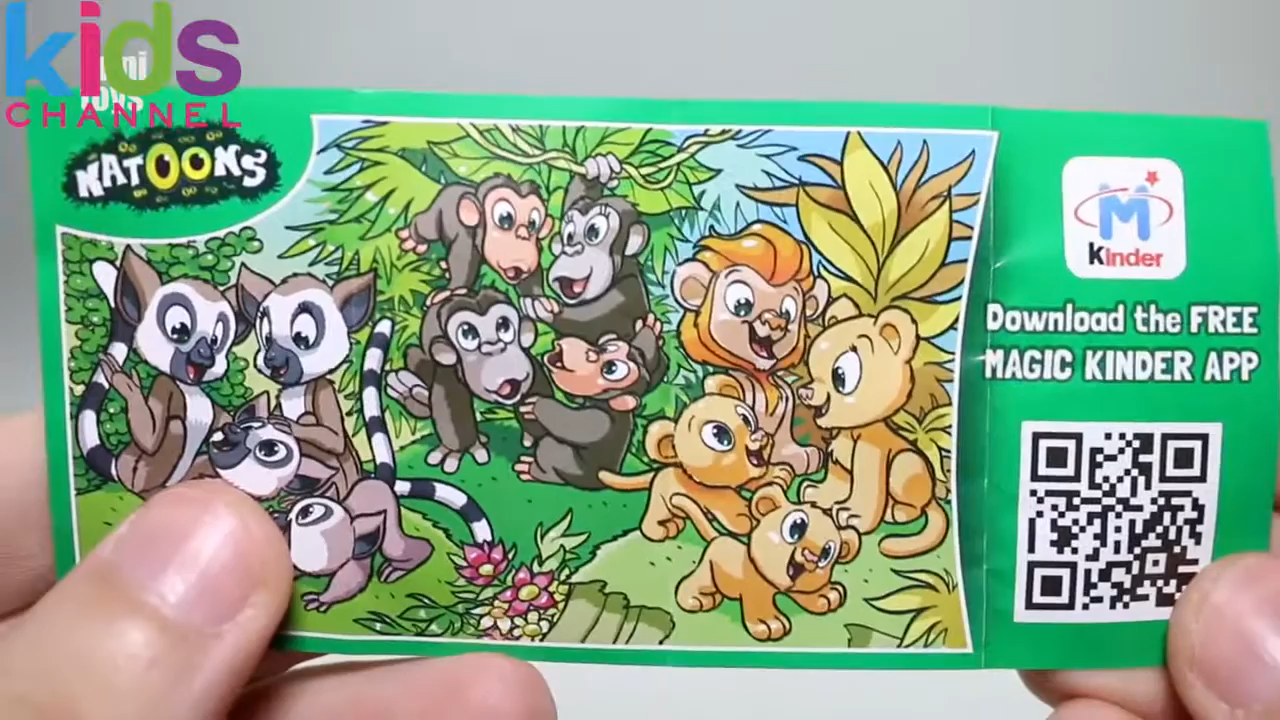 kids
CHANNEL
NATOONS
kinder
Download the FREE
MAGIC KINDER APP